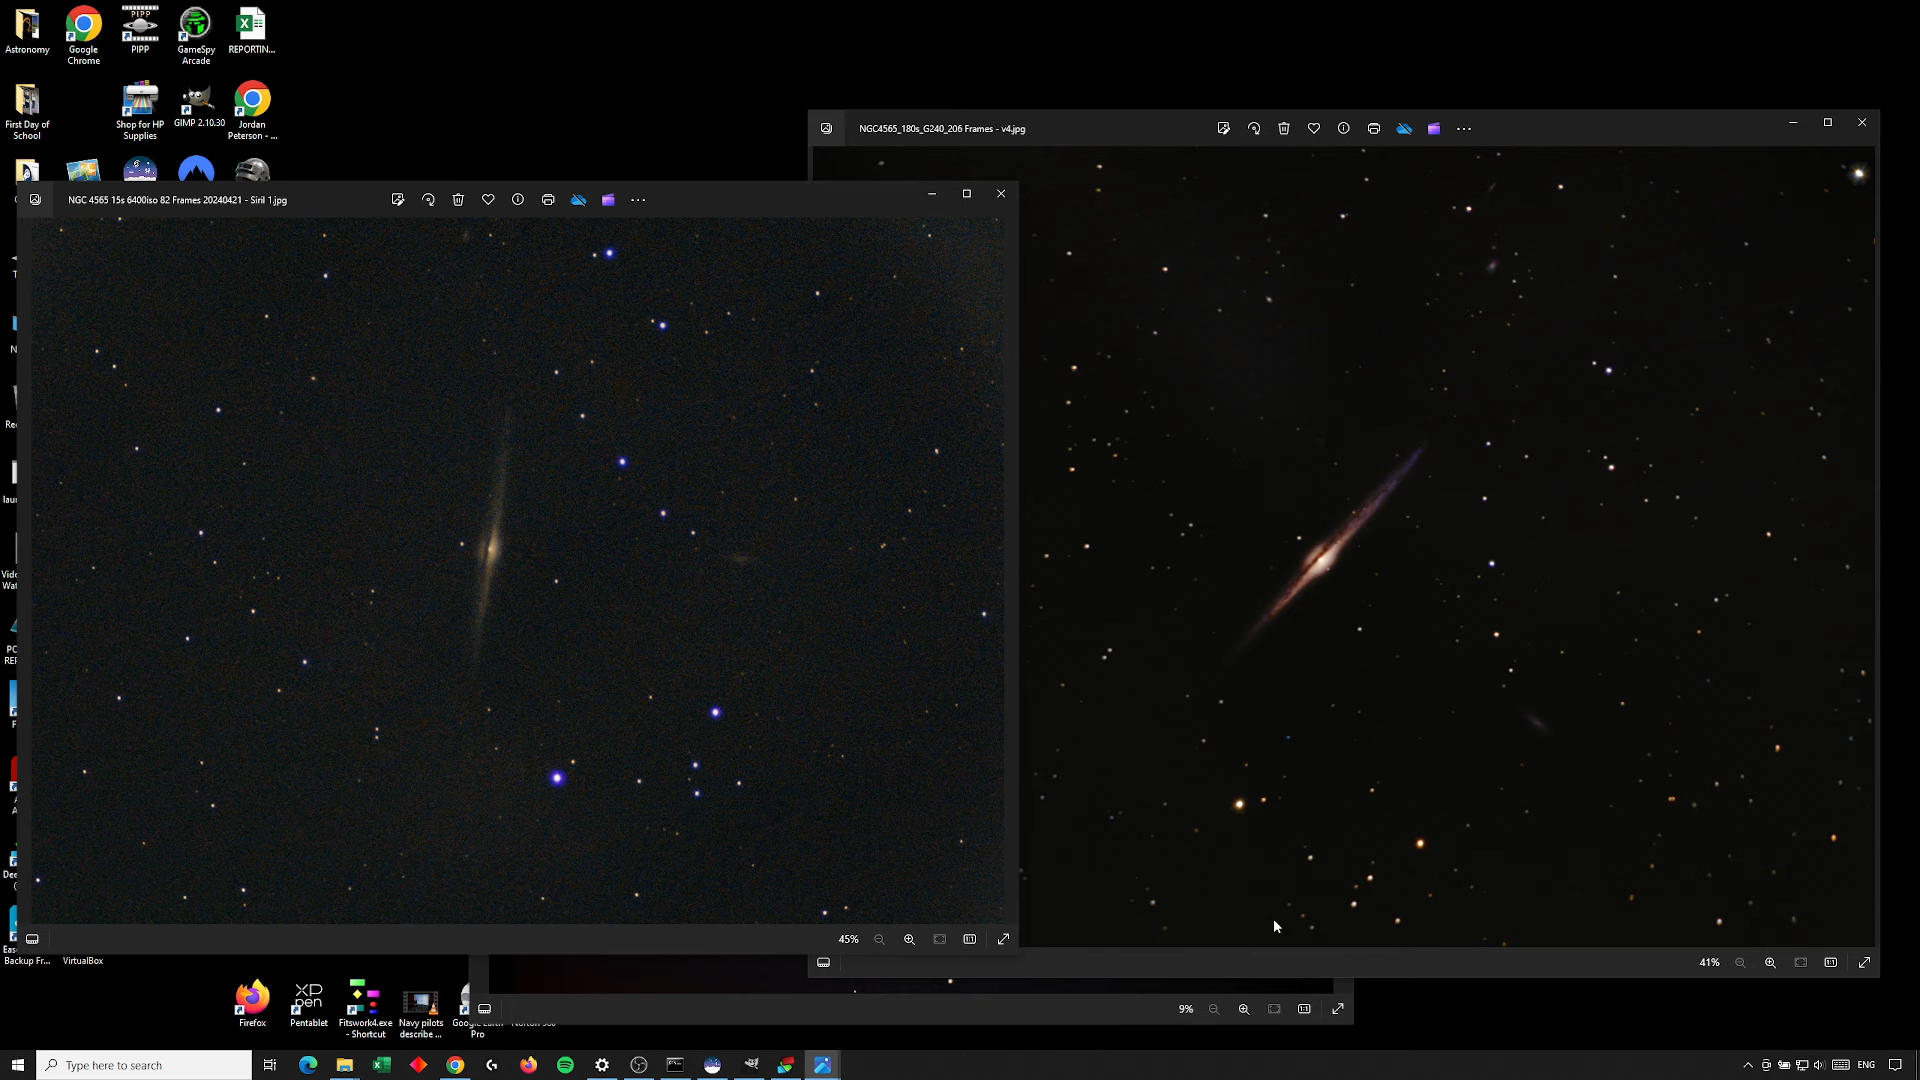 Astronomy
Google Chrome
PIPP
GameSpy Arcade
REPORTIN...
First Day of School
Shop for HP Supplies
GIMP 2.10.30
Jordan Peterson - ...
NGC4565_180s_G240_206 Frames - v4.jpg
NGC 4565 15s 6400iso 82 Frames 20240421 - Siril 1.jpg
45%
41%
9%
Backup Fr...
VirtualBox
Firefox
XP pen
Pentablet
Fitswork4.exe - Shortcut
Navy pilots describe ...
Pro
Type here to search
ENG